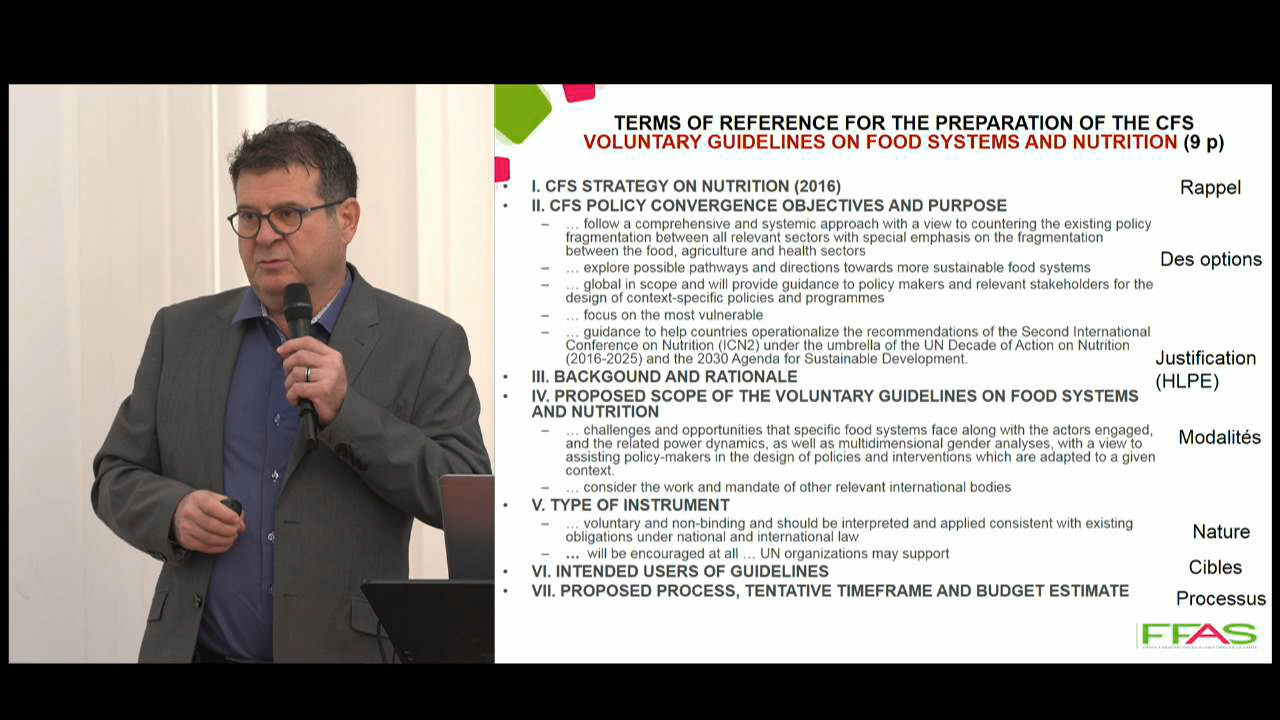 TERMS OF REFERENCE FOR THE PREPARATION OF THE CFS
VOLUNTARY GUIDELINES ON FOOD SYSTEMS AND NUTRITION (9 p)
• I. CFS STRATEGY ON NUTRITION (2016)
Rappel
• II. CFS POLICY CONVERGENCE OBJECTIVES AND PURPOSE
– … follow a comprehensive and systemic approach with a view to countering the existing policy
fragmentation between all relevant sectors with special emphasis on the fragmentation
between the food, agriculture and health sectors
Des options
– … explore possible pathways and directions towards more sustainable food systems
– … global in scope and will provide guidance to policy makers and relevant stakeholders for the
design of context-specific policies and programmes
– … focus on the most vulnerable
– … guidance to help countries operationalize the recommendations of the Second International
Conference on Nutrition (ICN2) under the umbrella of the UN Decade of Action on Nutrition
(2016-2025) and the 2030 Agenda for Sustainable Development.
Justification
(HLPE)
• III. BACKGOUND AND RATIONALE
• IV. PROPOSED SCOPE OF THE VOLUNTARY GUIDELINES ON FOOD SYSTEMS
AND NUTRITION
– … challenges and opportunities that specific food systems face along with the actors engaged,
and the related power dynamics, as well as multidimensional gender analyses, with a view to
assisting policy-makers in the design of policies and interventions which are adapted to a given
context.
Modalités
– … consider the work and mandate of other relevant international bodies
• V. TYPE OF INSTRUMENT
– … voluntary and non-binding and should be interpreted and applied consistent with existing
obligations under national and international law
Nature
– … will be encouraged at all … UN organizations may support
• VI. INTENDED USERS OF GUIDELINES
Cibles
• VII. PROPOSED PROCESS, TENTATIVE TIMEFRAME AND BUDGET ESTIMATE
Processus
FFAS